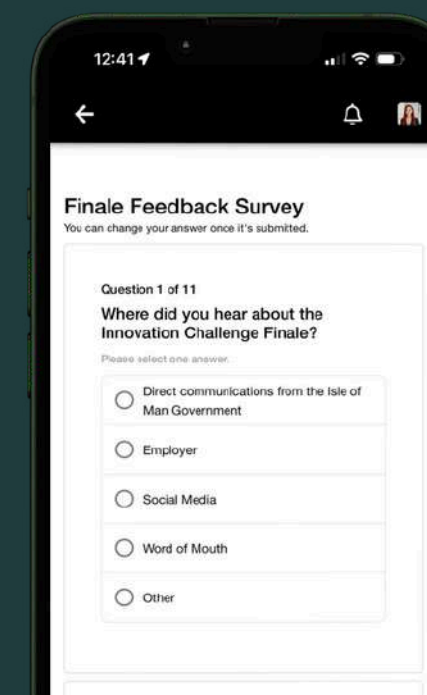 12:41
Finale Feedback Survey
You can change your answer once it's submitted.
Question 1 of 11
Where did you hear about the
Innovation Challenge Finale?
Please select one answer.
Direct communications from the Isle of
Man Government
Employer
Social Media
Word of Mouth
Other